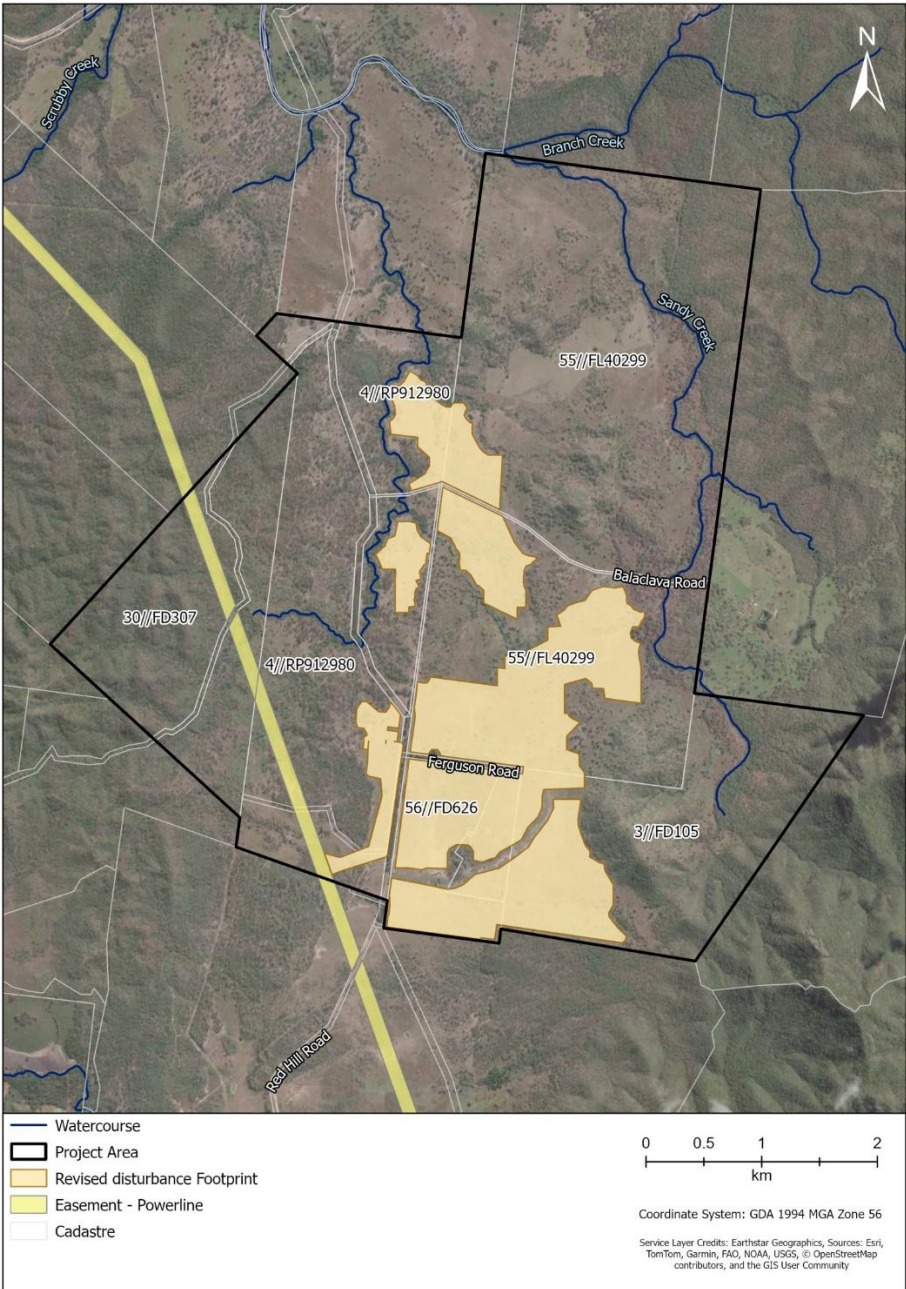 N
Scrubby Creek
Branch Creek
Sandy Creek
55//FL40299
4//RP912980
Balaclava Road
30//FD307
4//RP912980
55//FL40299
Ferguson Road
56//FD626
3//FD105
Red Hill Road
Watercourse
Project Area
Revised disturbance Footprint
Easement - Powerline
Cadastre
0 0.5 1 2
km
Coordinate System: GDA 1994 MGA Zone 56
Service Layer Credits: Earthstar Geographics, Sources: Esri,
TomTom, Garmin, FAO, NOAA, USGS, © OpenStreetMap
contributors, and the GIS User Community